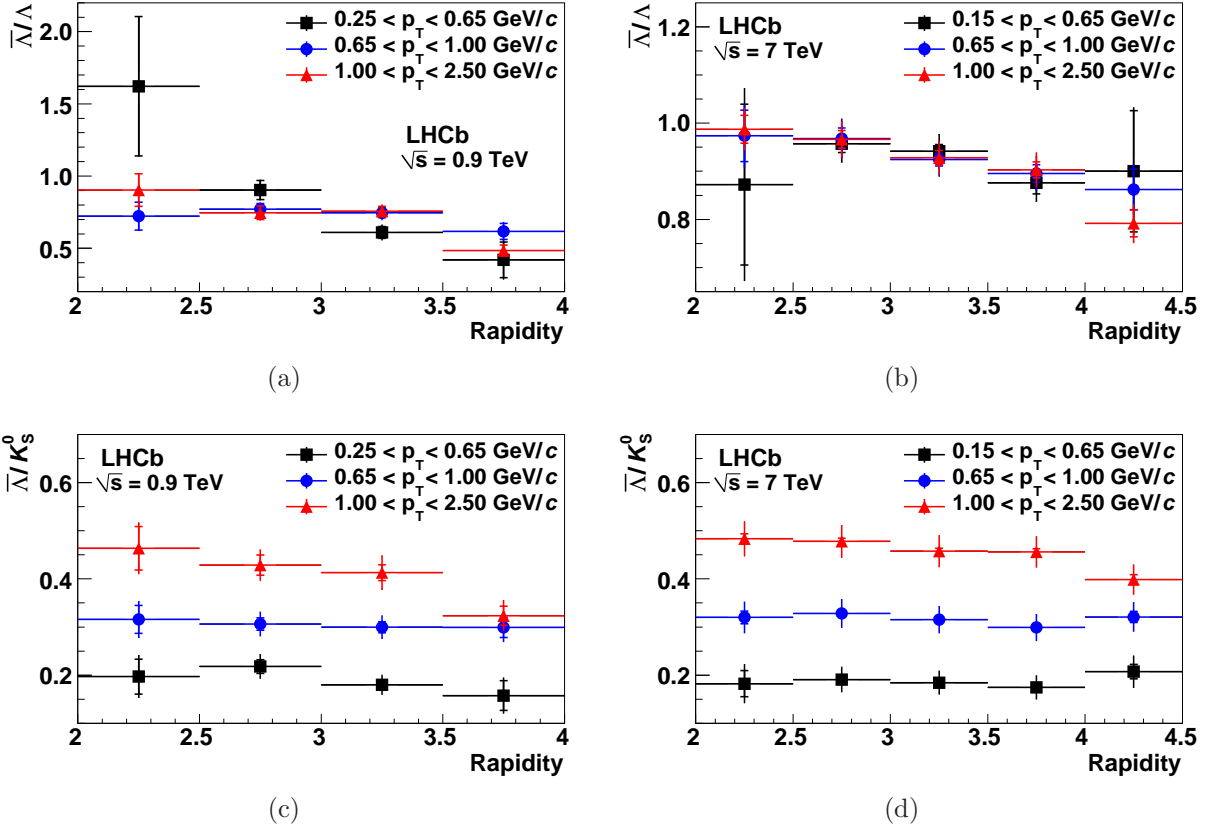 Λ̅/Λ
2.0
1.5
1.0
0.5
0.25 < p_T < 0.65 GeV/c
0.65 < p_T < 1.00 GeV/c
1.00 < p_T < 2.50 GeV/c
LHCb
√s = 0.9 TeV
2 2.5 3 3.5 4
Rapidity
(a)
Λ̅/Λ
1.2
1.0
0.8
LHCb
√s = 7 TeV
0.15 < p_T < 0.65 GeV/c
0.65 < p_T < 1.00 GeV/c
1.00 < p_T < 2.50 GeV/c
2 2.5 3 3.5 4 4.5
Rapidity
(b)
Λ̅/K⁰_S
0.6
0.4
0.2
LHCb
√s = 0.9 TeV
0.25 < p_T < 0.65 GeV/c
0.65 < p_T < 1.00 GeV/c
1.00 < p_T < 2.50 GeV/c
2 2.5 3 3.5 4
Rapidity
(c)
Λ̅/K⁰_S
0.6
0.4
0.2
LHCb
√s = 7 TeV
0.15 < p_T < 0.65 GeV/c
0.65 < p_T < 1.00 GeV/c
1.00 < p_T < 2.50 GeV/c
2 2.5 3 3.5 4 4.5
Rapidity
(d)